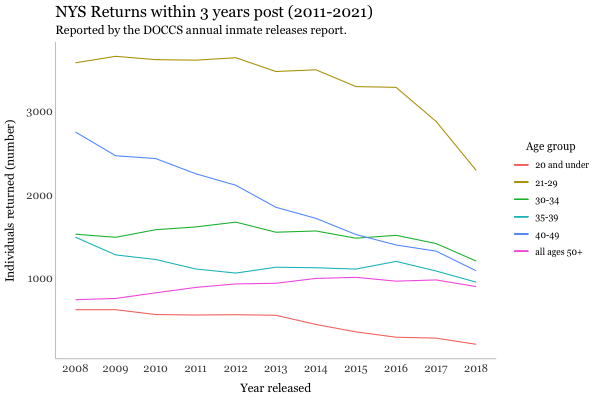 NYS Returns within 3 years post (2011-2021)
Reported by the DOCCS annual inmate releases report.
Individuals returned (number)
3000
2000
1000
2008 2009 2010 2011 2012 2013 2014 2015 2016 2017 2018
Year released
Age group
20 and under
21-29
30-34
35-39
40-49
all ages 50+